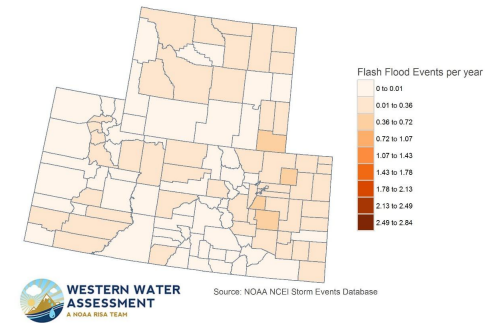 Flash Flood Events per year
0 to 0.01
0.01 to 0.36
0.36 to 0.72
0.72 to 1.07
1.07 to 1.43
1.43 to 1.78
1.78 to 2.13
2.13 to 2.49
2.49 to 2.84
WESTERN WATER
ASSESSMENT
A NOAA RISA TEAM
Source: NOAA NCEI Storm Events Database